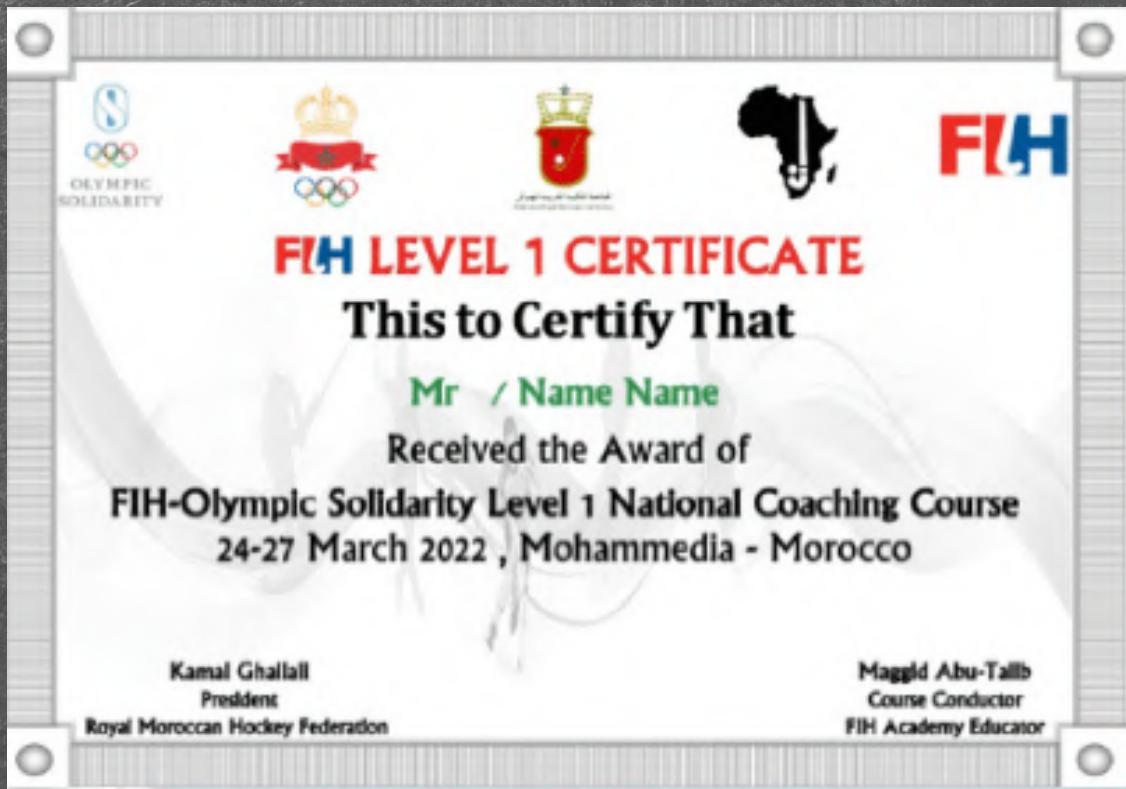 OLYMPIC
SOLIDARITY
FIH
FIH LEVEL 1 CERTIFICATE
This to Certify That
Mr / Name Name
Received the Award of
FIH-Olympic Solidarity Level 1 National Coaching Course
24-27 March 2022 , Mohammedia - Morocco
Kamal Ghallali
President
Royal Moroccan Hockey Federation
Maggid Abu-Talib
Course Conductor
FIH Academy Educator